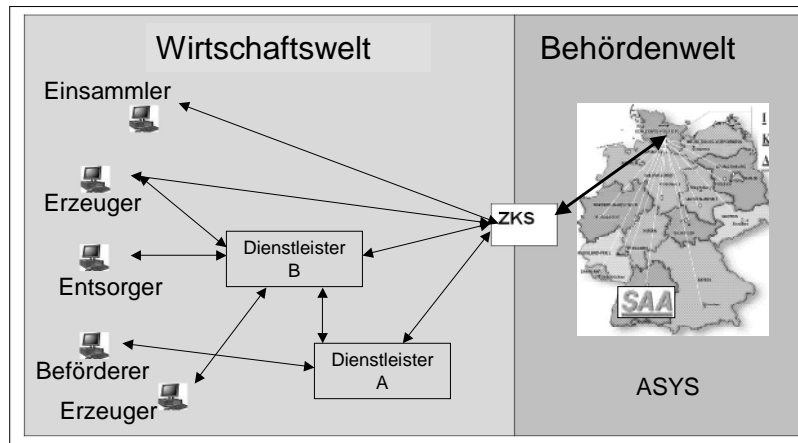 Wirtschaftswelt
Behördenwelt
Einsammler
Erzeuger
Entsorger
Beförderer
Erzeuger
Dienstleister
B
Dienstleister
A
ZKS
I
K
A
SAA
ASYS